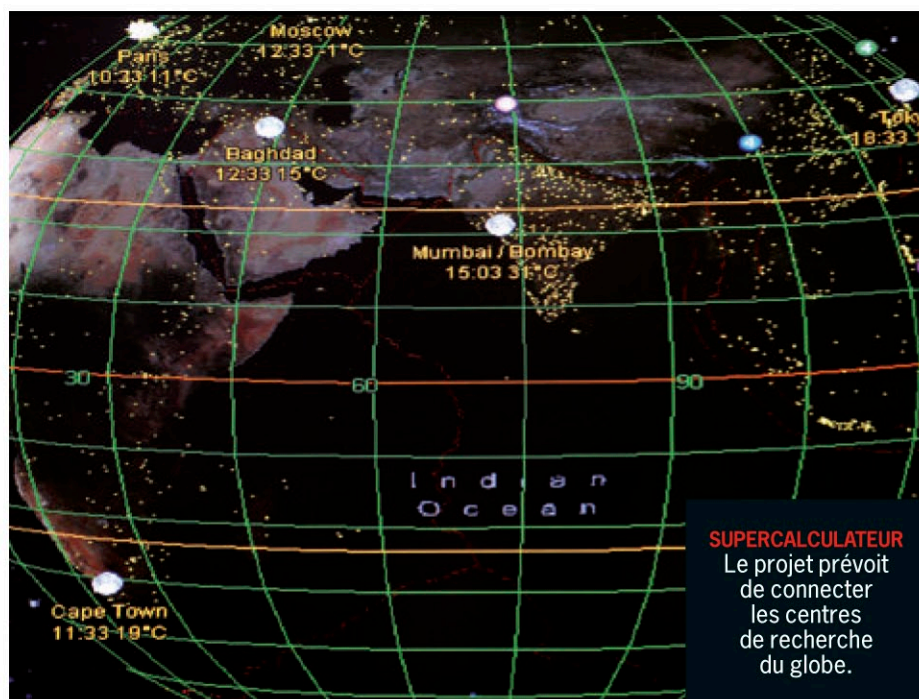 Moscow
12:33 -1°C
Paris
10:33 11°C
4
Baghdad
12:33 15°C
4
18:33
Mumbai / Bombay
15:03 31°C
30
60
90
Indian
Ocean
Cape Town
11:33 19°C
SUPERCALCULATEUR
Le projet prévoit
de connecter
les centres
de recherche
du globe.